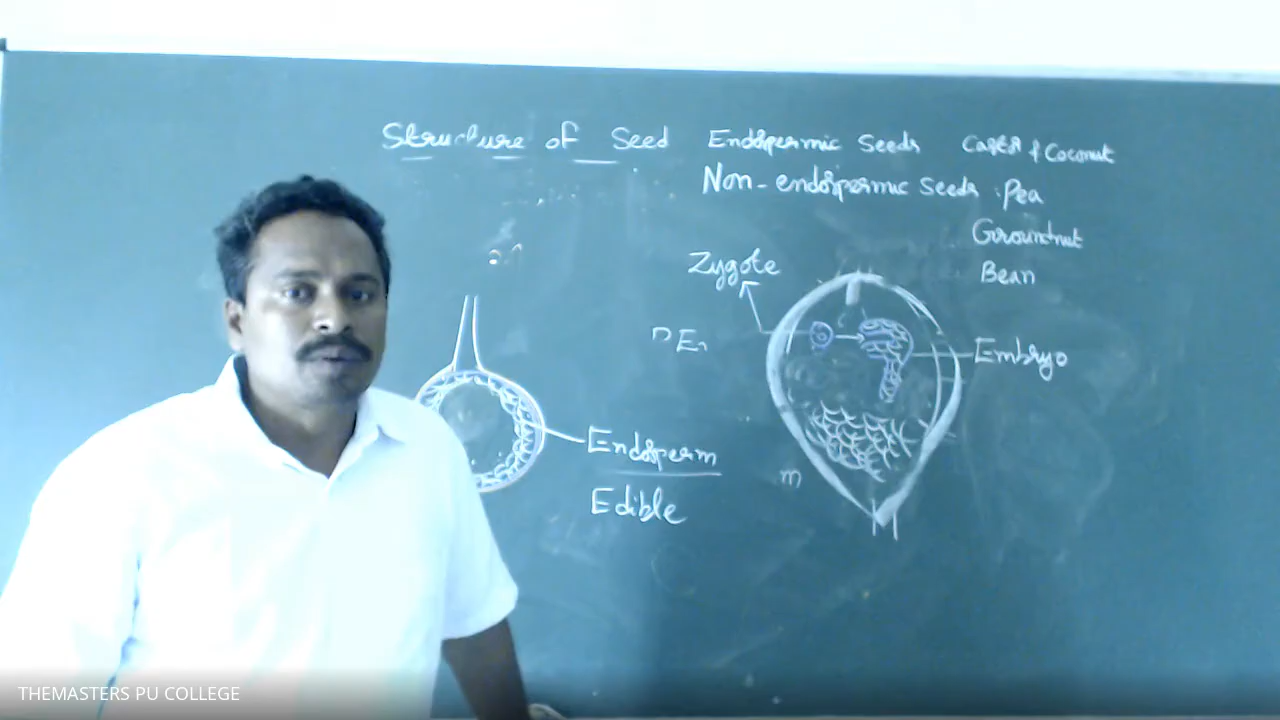 Structure of Seed Endospermic Seeds Castor & Coconut
Non-endospermic Seeds : Pea
Groundnut
Bean
Zygote
Embryo
Endosperm
Edible
m
THEMASTERS PU COLLEGE